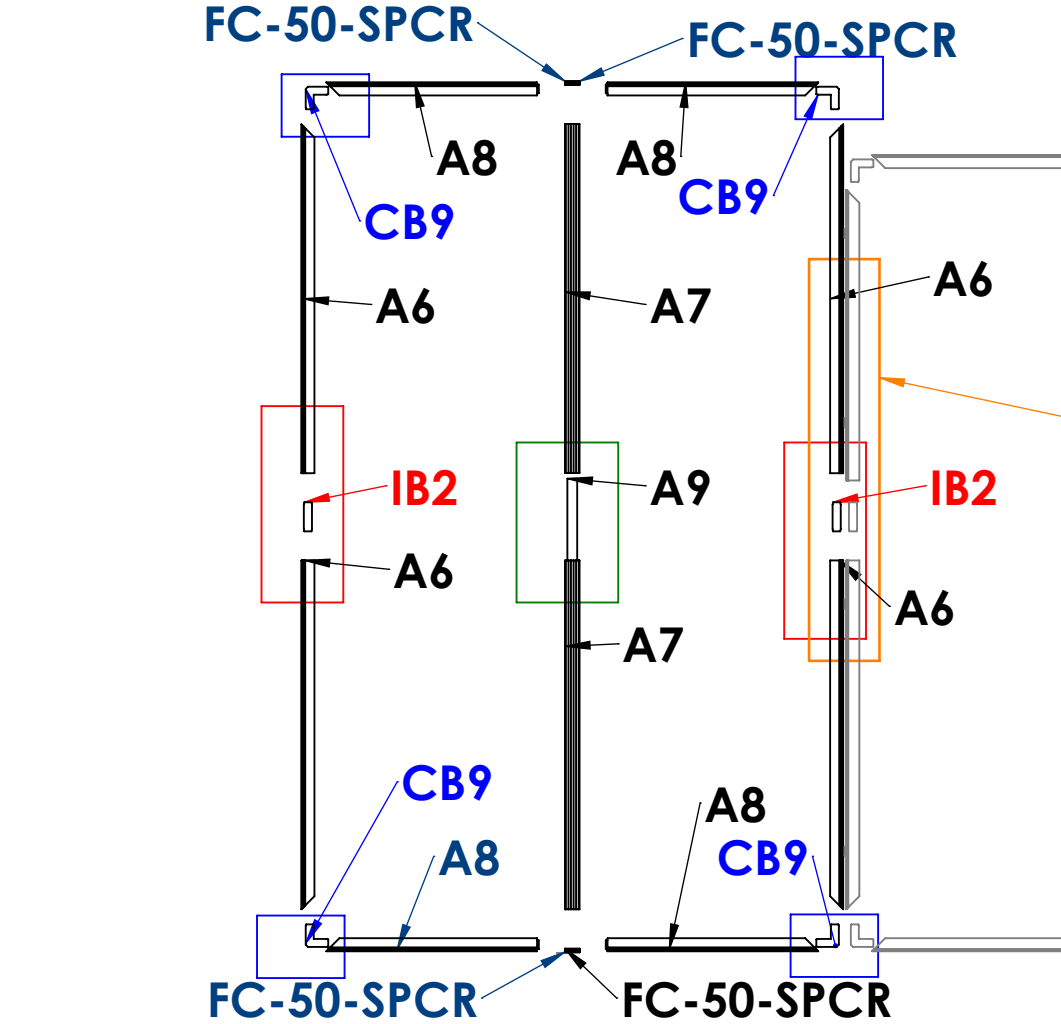 FC-50-SPCR
FC-50-SPCR
A8
A8
CB9
CB9
A6
A7
A6
IB2
A9
IB2
A6
A6
A7
CB9
A8
A8
CB9
FC-50-SPCR
FC-50-SPCR